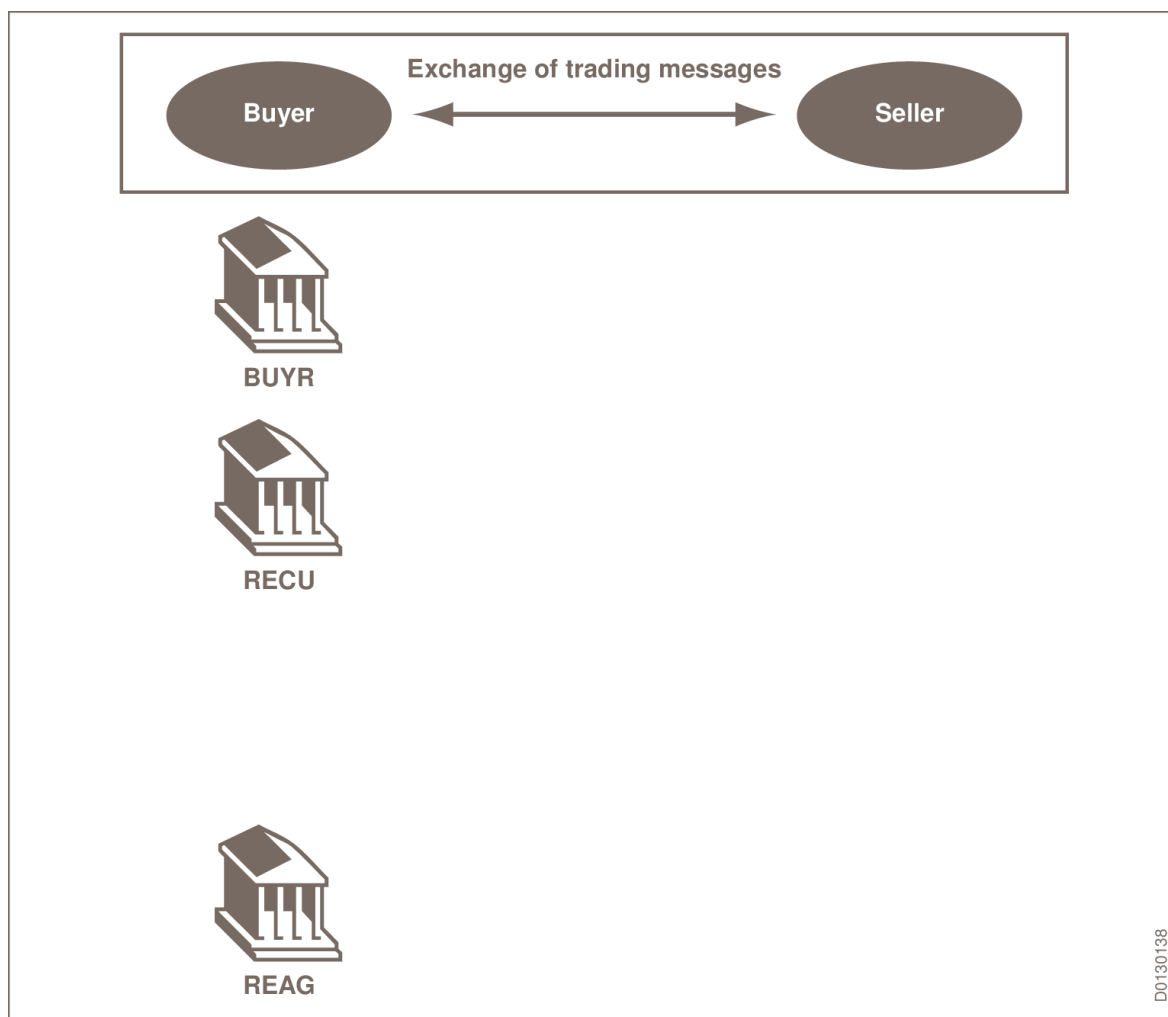 Exchange of trading messages
Buyer
Seller
BUYR
RECU
REAG
D0130138